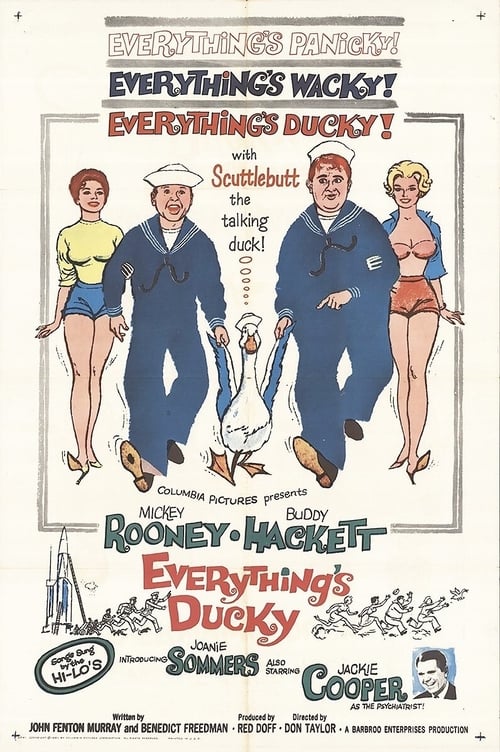 EVERYTHING'S PANICKY!
EVERYTHING'S WACKY!
EVERYTHING'S DUCKY!
with
Scuttlebutt
the
talking
duck!
COLUMBIA PICTURES presents
MICKEY BUDDY
ROONEY • HACKETT
EVERYTHING'S
DUCKY
Songs Sung
by the
HI-LO'S
INTRODUCING
JOANIE
SOMMERS
ALSO
STARRING
JACKIE
COOPER
AS THE PSYCHIATRIST!
Written by
JOHN FENTON MURRAY and BENEDICT FREEDMAN
Produced by
• RED DOFF
Directed by
• DON TAYLOR
• A BARBROO ENTERPRISES PRODUCTION